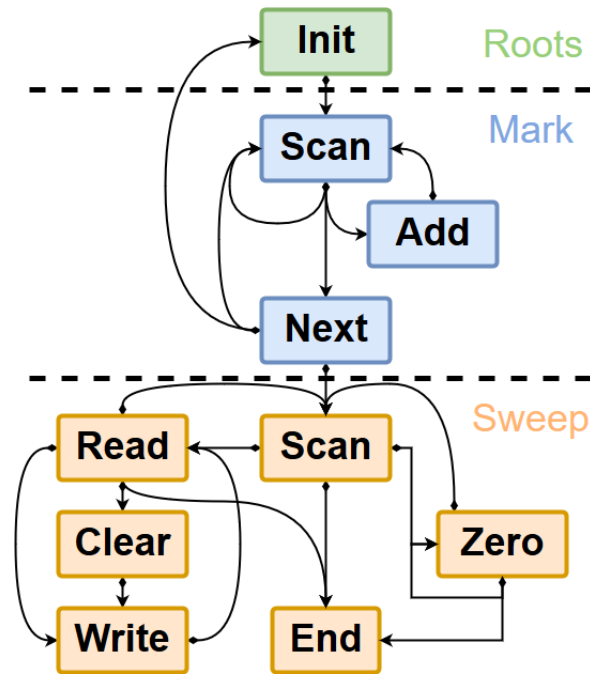 Init
Roots
Mark
Scan
Add
Next
Sweep
Read
Scan
Clear
Zero
Write
End